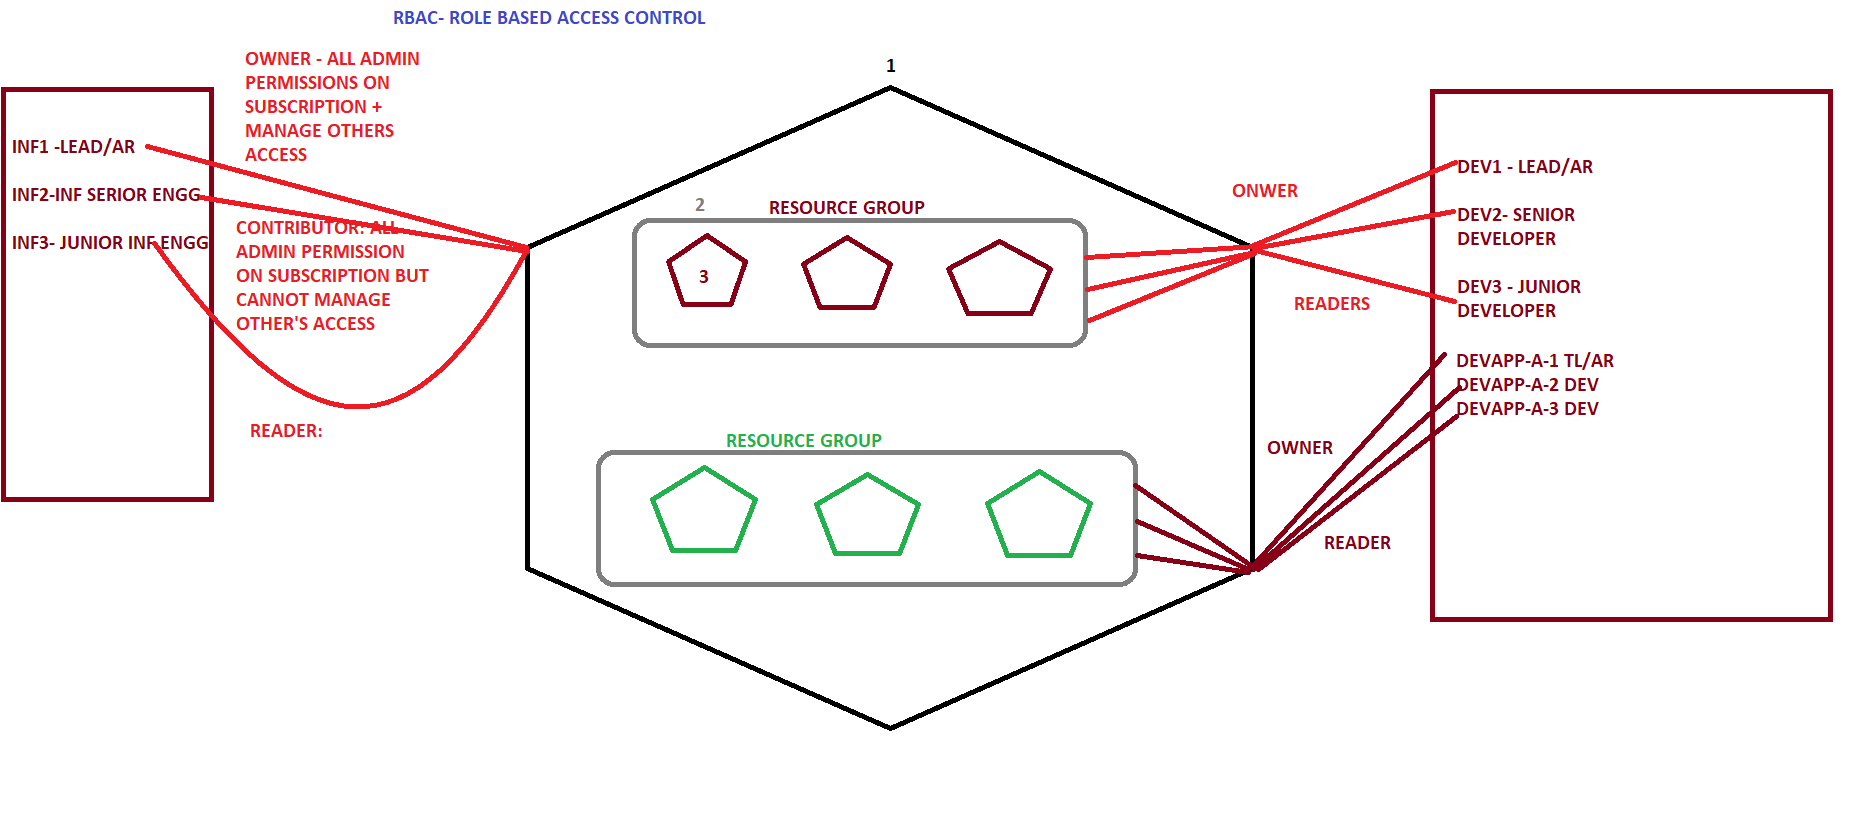 RBAC- ROLE BASED ACCESS CONTROL
OWNER - ALL ADMIN
PERMISSIONS ON
SUBSCRIPTION +
MANAGE OTHERS
ACCESS
INF1 -LEAD/AR
INF2-INF SERIOR ENGG
INF3- JUNIOR INF ENGG
CONTRIBUTOR: ALL
ADMIN PERMISSION
ON SUBSCRIPTION BUT
CANNOT MANAGE
OTHER'S ACCESS
READER:
1
2
RESOURCE GROUP
3
RESOURCE GROUP
ONWER
READERS
OWNER
READER
DEV1 - LEAD/AR
DEV2- SENIOR
DEVELOPER
DEV3 - JUNIOR
DEVELOPER
DEVAPP-A-1 TL/AR
DEVAPP-A-2 DEV
DEVAPP-A-3 DEV